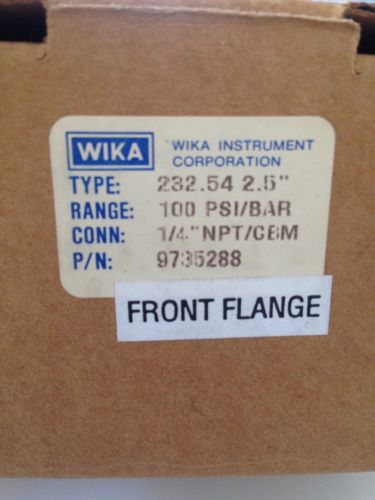 WIKA
WIKA INSTRUMENT
CORPORATION
TYPE: 232.54 2.5"
RANGE: 100 PSI/BAR
CONN: 1/4"NPT/CBM
P/N: 9735288
FRONT FLANGE